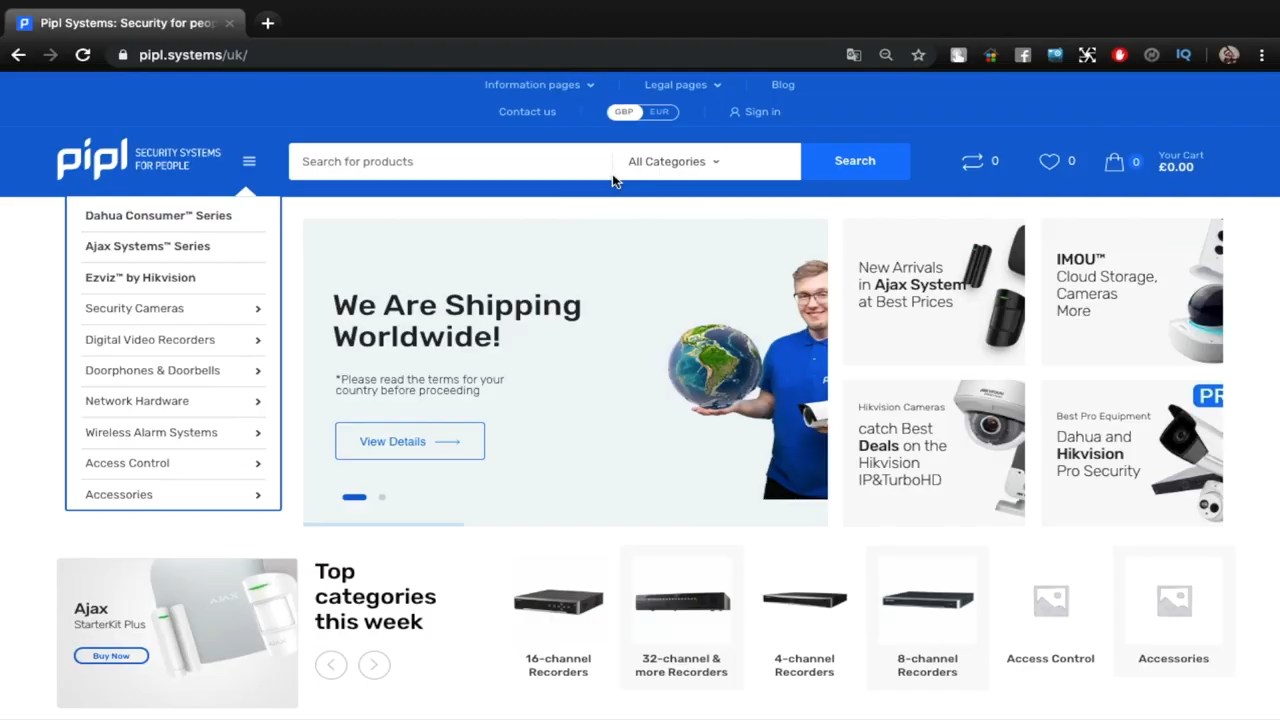 Pipl Systems: Security for peo
pipl.systems/uk/
IQ
Information pages
Legal pages
Blog
Contact us
GBP
EUR
Sign in
pipl
SECURITY SYSTEMS
FOR PEOPLE
Search for products
All Categories
Search
0
0
0
Your Cart
£0.00
Dahua Consumer™ Series
Ajax Systems™ Series
Ezviz™ by Hikvision
Security Cameras
Digital Video Recorders
Doorphones & Doorbells
Network Hardware
Wireless Alarm Systems
Access Control
Accessories
We Are Shipping
Worldwide!
*Please read the terms for your
country before proceeding
View Details
New Arrivals
in Ajax System
at Best Prices
IMOU™
Cloud Storage,
Cameras
More
Hikvision Cameras
catch Best
Deals on the
Hikvision
IP&TurboHD
HIKVISION
PR
Best Pro Equipment
Dahua and
Hikvision
Pro Security
Ajax
StarterKit Plus
Buy Now
AJAX
Top
categories
this week
16-channel
Recorders
32-channel &
more Recorders
4-channel
Recorders
8-channel
Recorders
Access Control
Accessories